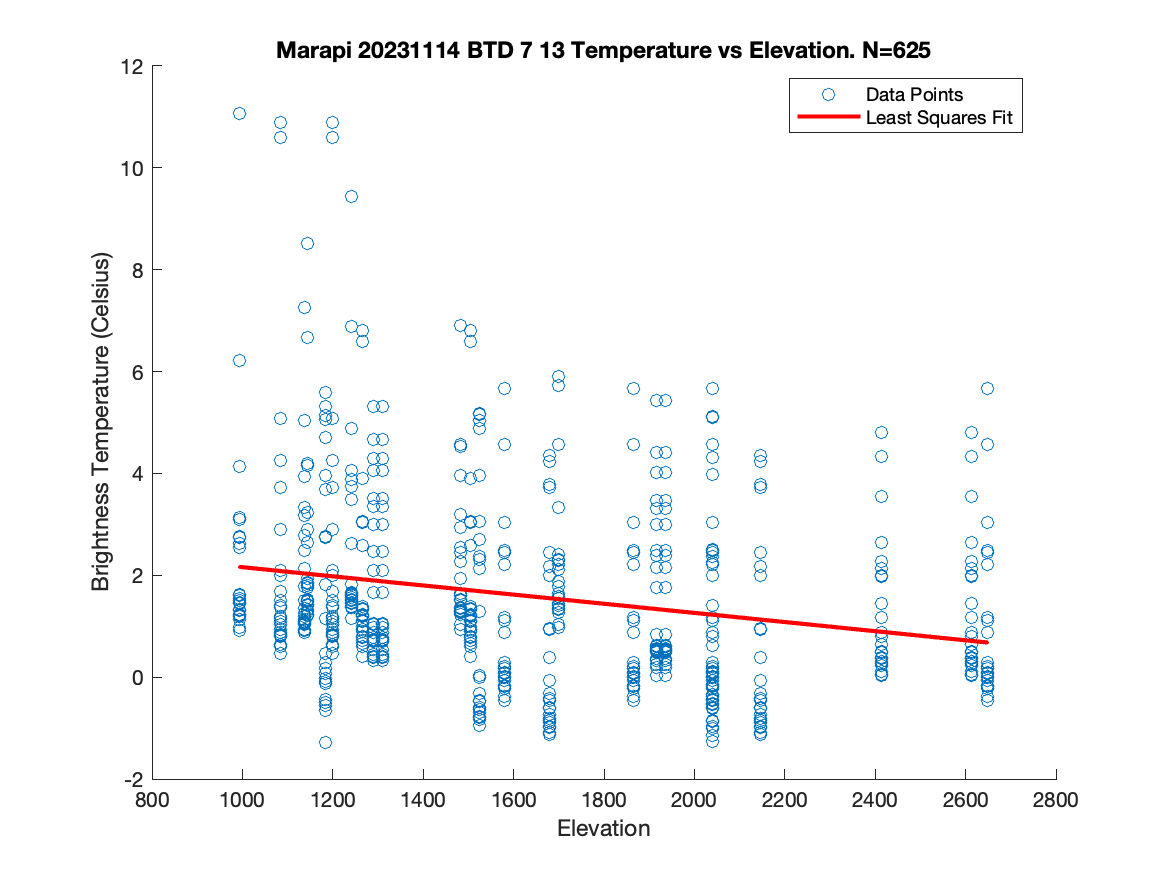 Marapi 20231114 BTD 7 13 Temperature vs Elevation. N=625
Data Points
Least Squares Fit
12
10
8
6
4
2
0
-2
Brightness Temperature (Celsius)
800 1000 1200 1400 1600 1800 2000 2200 2400 2600 2800
Elevation